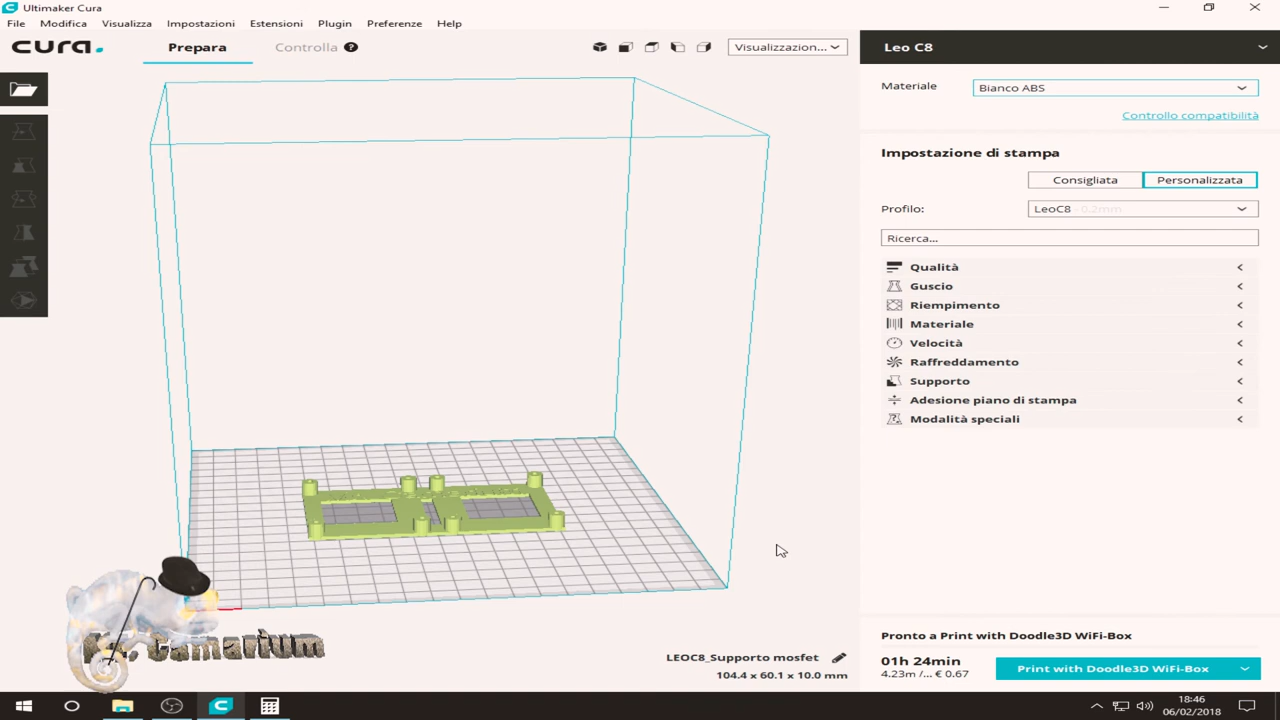 Ultimaker Cura
File Modifica Visualizza Impostazioni Estensioni Plugin Preferenze Help
cura. Prepara Controlla ? Visualizzazion...
Leo C8
Materiale Bianco ABS
Controllo compatibilità
Impostazione di stampa
Consigliata Personalizzata
Profilo: LeoC8 - 0.2mm
Ricerca...
Qualità
Guscio
Riempimento
Materiale
Velocità
Raffreddamento
Supporto
Adesione piano di stampa
Modalità speciali
Camarium
LEOC8_Supporto mosfet
104.4 x 60.1 x 10.0 mm
Pronto a Print with Doodle3D WiFi-Box
01h 24min
4.23m /... € 0.67
Print with Doodle3D WiFi-Box
18:46
06/02/2018